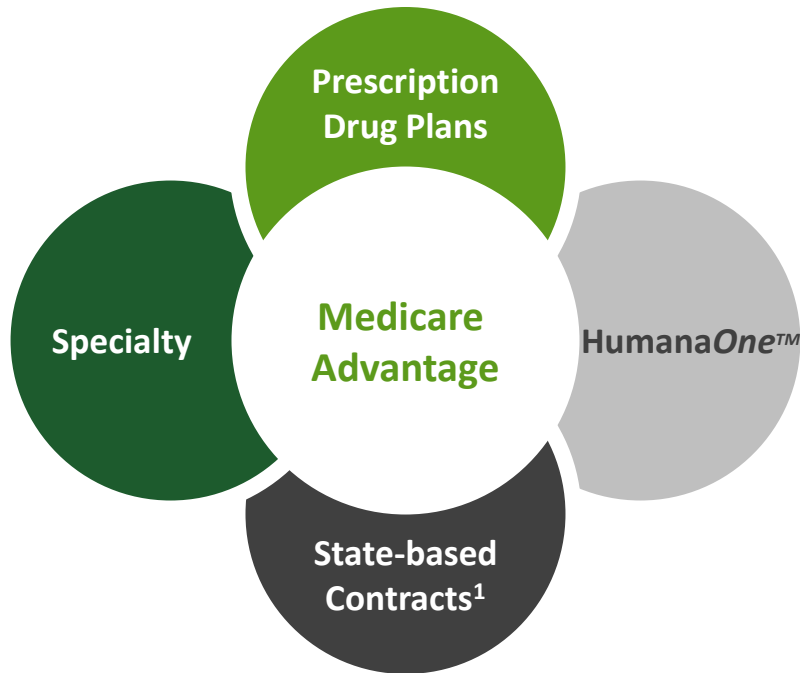 Prescription
Drug Plans
Specialty
Medicare
Advantage
HumanaOne™
State-based
Contracts¹